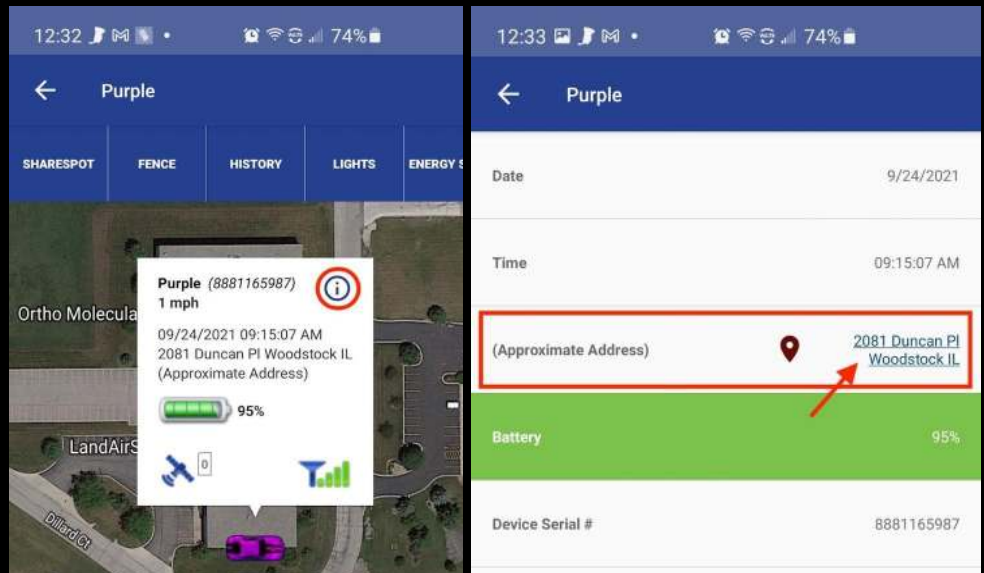 12:32
74%
Purple
SHARESPOT
FENCE
HISTORY
LIGHTS
ENERGY S
Ortho Molecula
LandAirS
Dillard Ct
Purple (8881165987)
1 mph
09/24/2021 09:15:07 AM
2081 Duncan Pl Woodstock IL
(Approximate Address)
95%
0
12:33
74%
Purple
Date
9/24/2021
Time
09:15:07 AM
(Approximate Address)
2081 Duncan Pl
Woodstock IL
Battery
95%
Device Serial #
8881165987